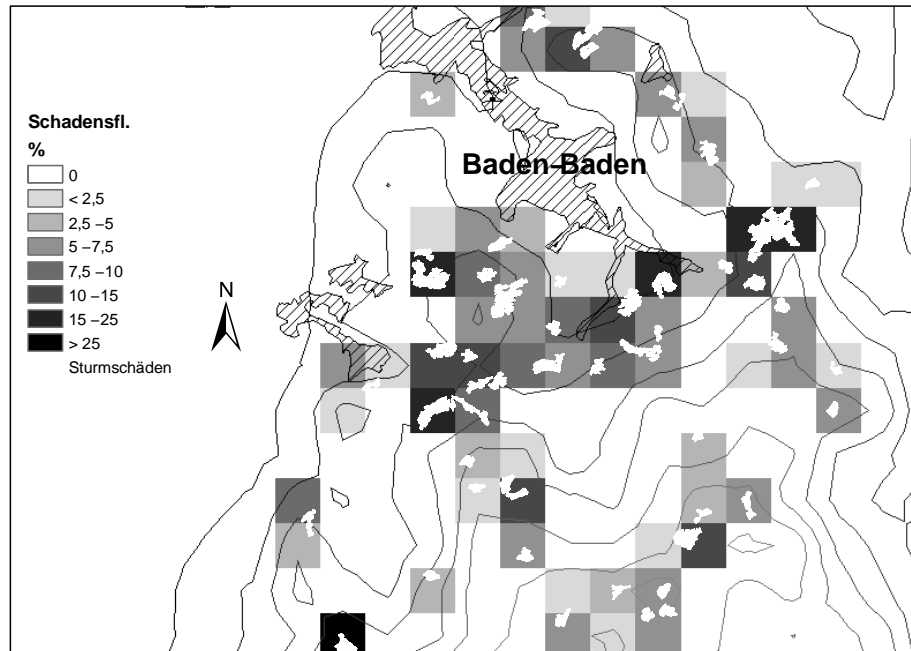 Schadensfl.
%
0
< 2,5
2,5 –5
5 –7,5
7,5 –10
10 –15
15 –25
> 25
Sturmschäden
N
Baden–Baden